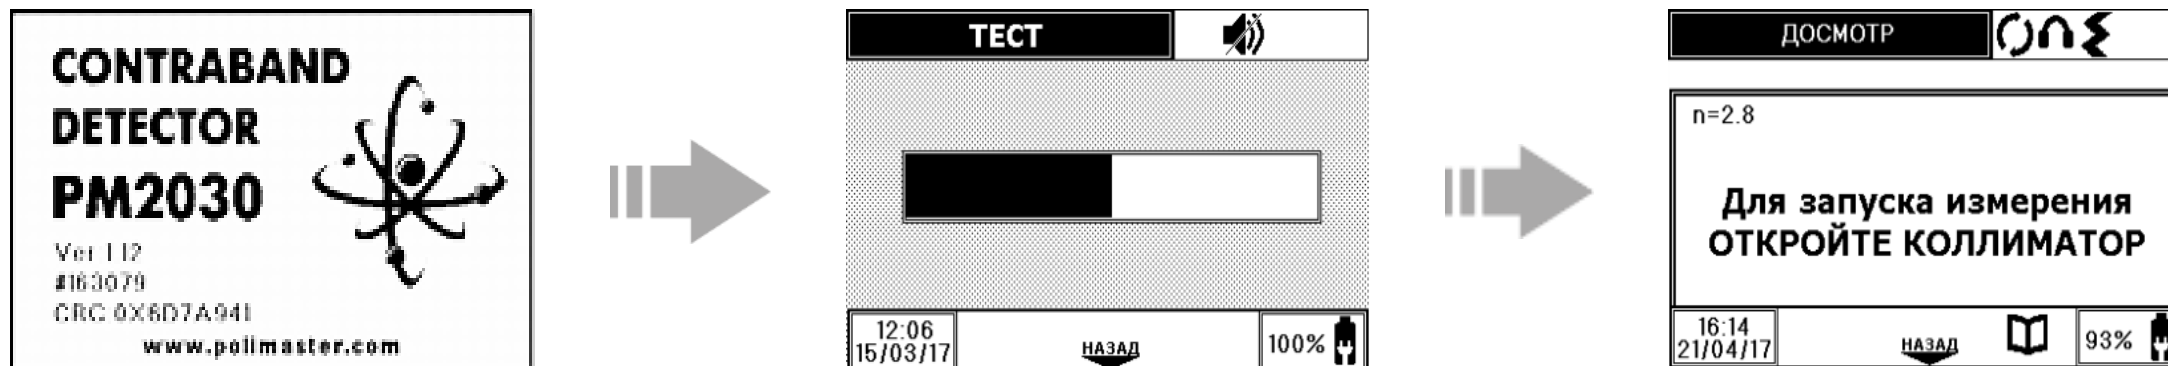 CONTRABAND
DETECTOR
PM2030
Ver 1.12
#163079
CRC 0X6D7A941
www.polimaster.com
ТЕСТ
12:06
15/03/17
НАЗАД
100%
ДОСМОТР
n=2.8
Для запуска измерения
ОТКРОЙТЕ КОЛЛИМАТОР
16:14
21/04/17
НАЗАД
93%